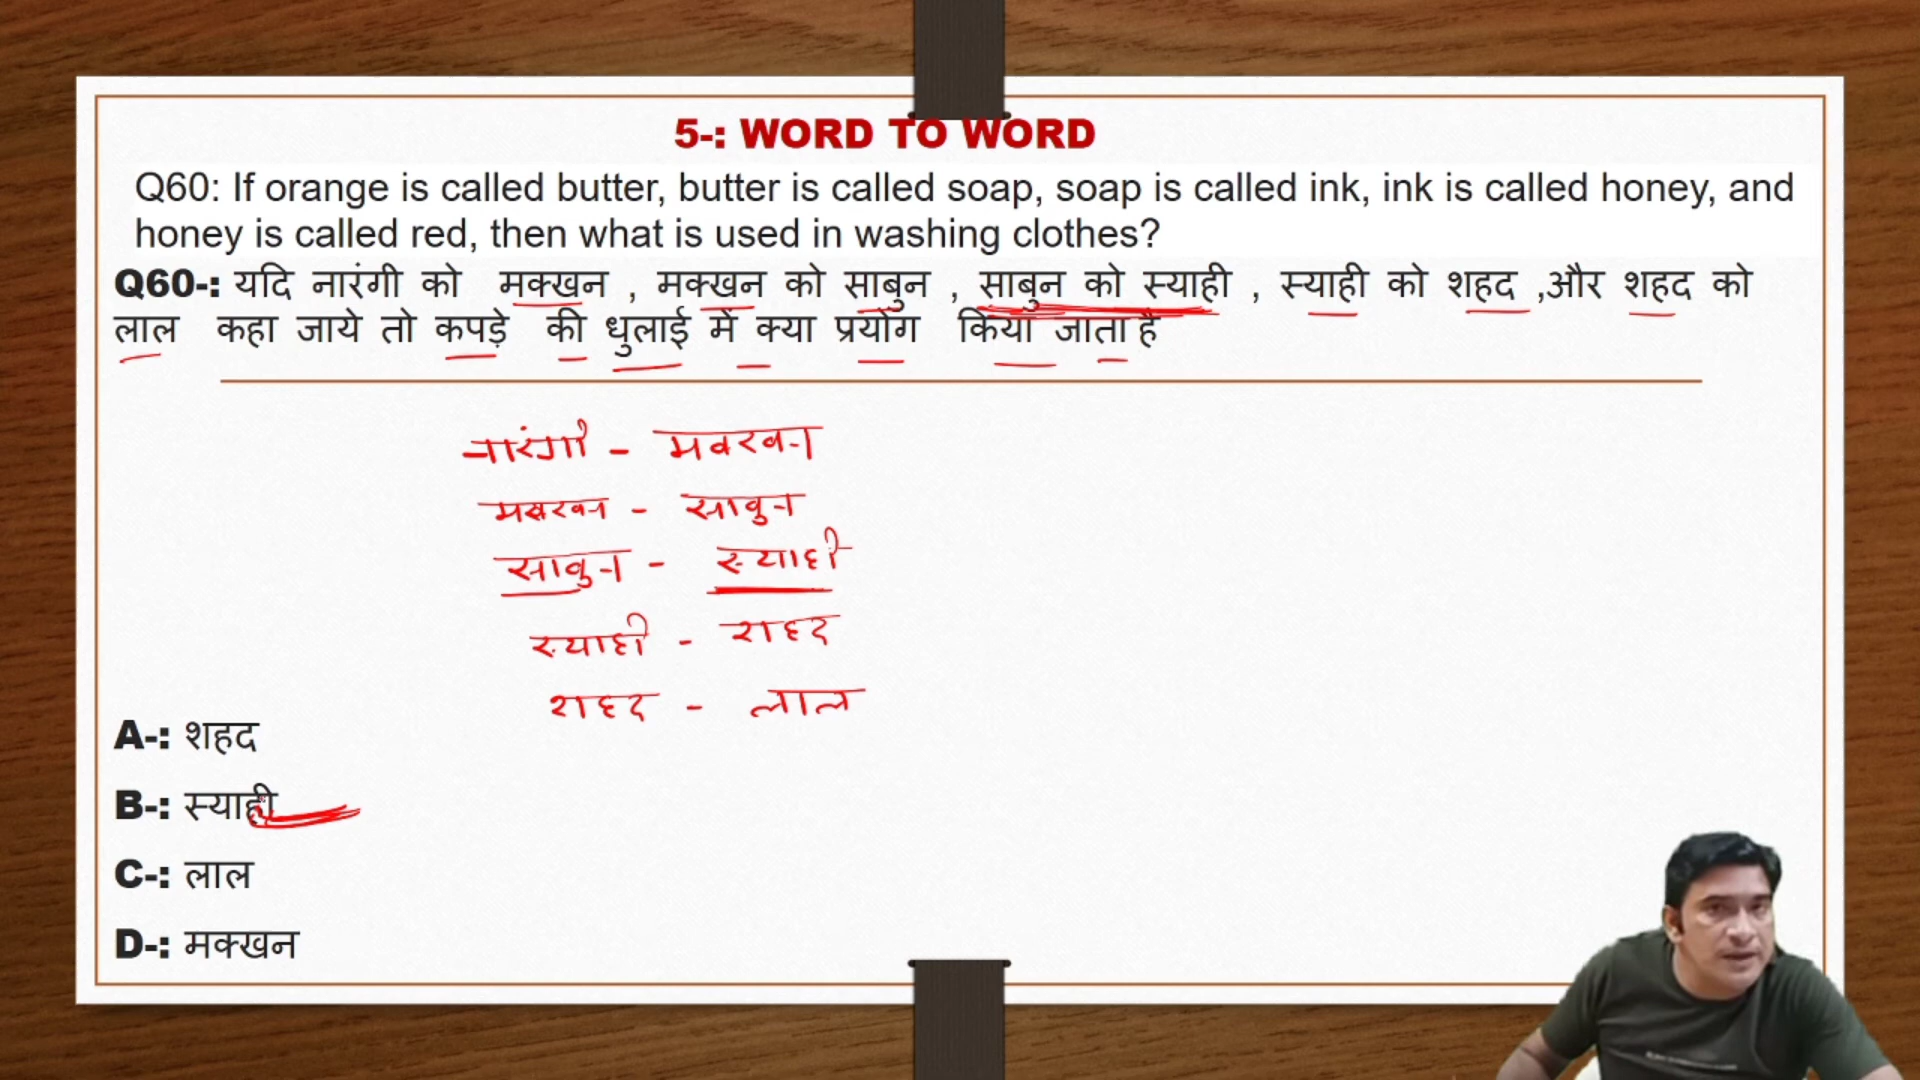 5-: WORD TO WORD
Q60: If orange is called butter, butter is called soap, soap is called ink, ink is called honey, and
honey is called red, then what is used in washing clothes?
Q60-: यदि नारंगी को मक्खन , मक्खन को साबुन , साबुन को स्याही , स्याही को शहद ,और शहद को
लाल कहा जाये तो कपड़े की धुलाई में क्या प्रयोग किया जाता है
नारंगी - मक्खन
मक्खन - साबुन
साबुन - स्याही
स्याही - शहद
शहद - लाल
A-: शहद
B-: स्याही
C-: लाल
D-: मक्खन